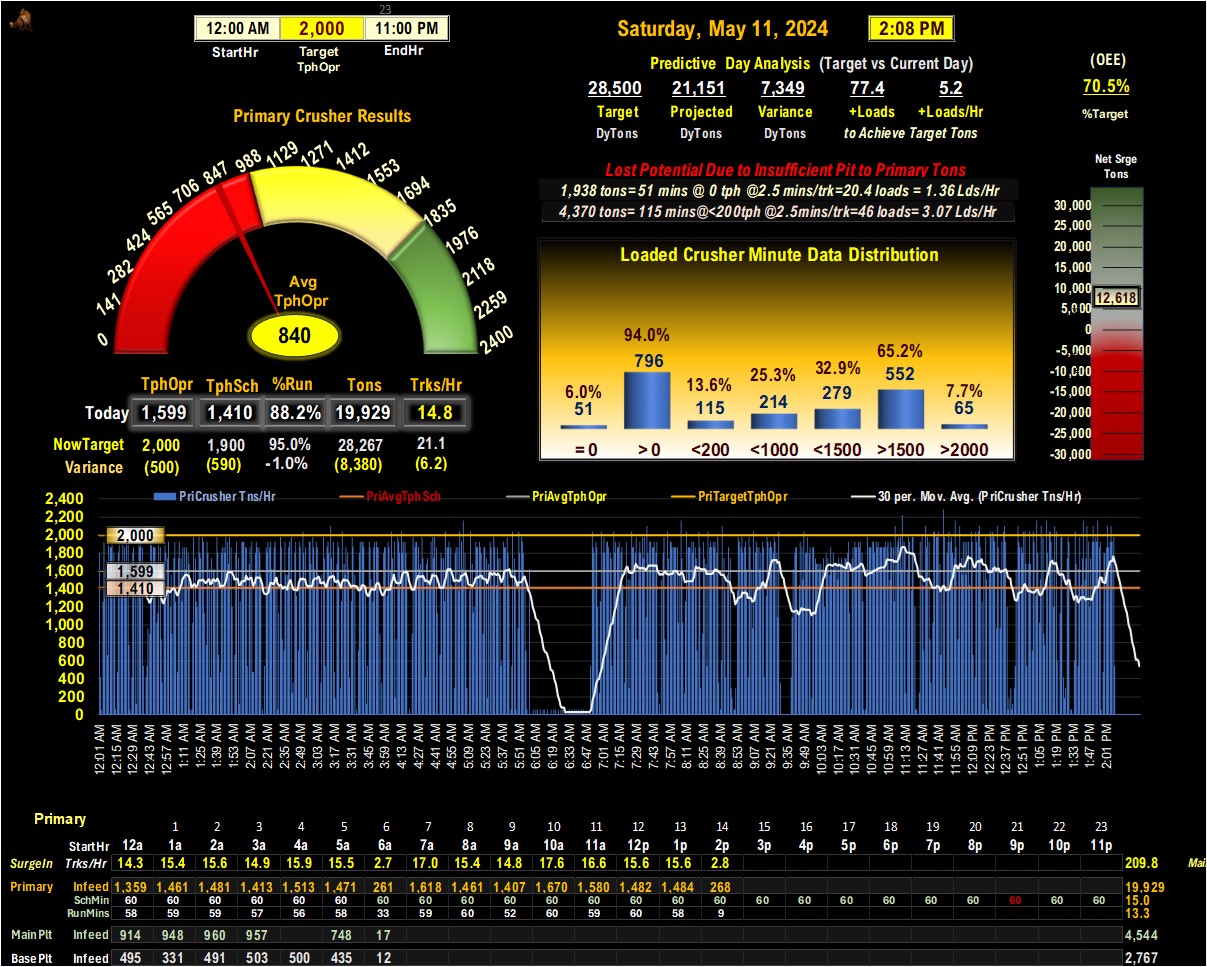 23
12:00 AM 2,000 11:00 PM
StartHr Target TphOpr EndHr
Saturday, May 11, 2024 2:08 PM
Predictive Day Analysis (Target vs Current Day)
28,500 21,151 7,349 77.4 5.2
Target Projected Variance +Loads +Loads/Hr
DyTons DyTons DyTons to Achieve Target Tons
(OEE)
70.5%
%Target
Primary Crusher Results
0 141 282 424 565 706 847 988 1129 1271 1412 1553 1694 1835 1976 2118 2259 2400
Avg
TphOpr
840
Lost Potential Due to Insufficient Pit to Primary Tons
1,938 tons=51 mins @ 0 tph @2.5 mins/trk=20.4 loads = 1.36 Lds/Hr
4,370 tons= 115 mins@<200tph @2.5mins/trk=46 loads= 3.07 Lds/Hr
Loaded Crusher Minute Data Distribution
6.0% 94.0% 13.6% 25.3% 32.9% 65.2% 7.7%
51 796 115 214 279 552 65
=0 >0 <200 <1000 <1500 >1500 >2000
Net Srge
Tons
30,000
25,000
20,000
15,000
10,000
12,618
5,000
0
-5,000
-10,000
-15,000
-20,000
-25,000
-30,000
TphOpr TphSch %Run Tons Trks/Hr
Today 1,599 1,410 88.2% 19,929 14.8
NowTarget 2,000 1,900 95.0% 28,267 21.1
Variance (500) (590) -1.0% (8,380) (6.2)
PriCrusher Tns/Hr PriAvgTphSch PriAvgTphOpr PriTargetTphOpr 30 per. Mov. Avg. (PriCrusher Tns/Hr)
2,400
2,200
2,000 2,000
1,800
1,600 1,599
1,400 1,410
1,200
1,000
800
600
400
200
0
12:01 AM 12:15 AM 12:29 AM 12:43 AM 12:57 AM 1:11 AM 1:25 AM 1:39 AM 1:53 AM 2:07 AM 2:21 AM 2:35 AM 2:49 AM 3:03 AM 3:17 AM 3:31 AM 3:45 AM 3:59 AM 4:13 AM 4:27 AM 4:41 AM 4:55 AM 5:09 AM 5:23 AM 5:37 AM 5:51 AM 6:05 AM 6:19 AM 6:33 AM 6:47 AM 7:01 AM 7:15 AM 7:29 AM 7:43 AM 7:57 AM 8:11 AM 8:25 AM 8:39 AM 8:53 AM 9:07 AM 9:21 AM 9:35 AM 9:49 AM 10:03 AM 10:17 AM 10:31 AM 10:45 AM 10:59 AM 11:13 AM 11:27 AM 11:41 AM 11:55 AM 12:09 PM 12:23 PM 12:37 PM 12:51 PM 1:05 PM 1:19 PM 1:33 PM 1:47 PM 2:01 PM
Primary
1 2 3 4 5 6 7 8 9 10 11 12 13 14 15 16 17 18 19 20 21 22 23
StartHr 12a 1a 2a 3a 4a 5a 6a 7a 8a 9a 10a 11a 12p 1p 2p 3p 4p 5p 6p 7p 8p 9p 10p 11p
SurgeIn Trks/Hr 14.3 15.4 15.6 14.9 15.9 15.5 2.7 17.0 15.4 14.8 17.6 16.6 15.6 15.6 2.8 209.8 Mai
Primary Infeed 1,359 1,461 1,481 1,413 1,513 1,471 261 1,618 1,461 1,407 1,670 1,580 1,482 1,484 268 19,929
SchMin 60 60 60 60 60 60 60 60 60 60 60 60 60 60 60 60 60 60 60 60 60 60 60 60 15.0
RunMins 58 59 59 57 56 58 33 59 60 52 60 59 60 58 9 13.3
MainPlt Infeed 914 948 960 957 748 17 4,544
BasePlt Infeed 495 331 491 503 500 435 12 2,767